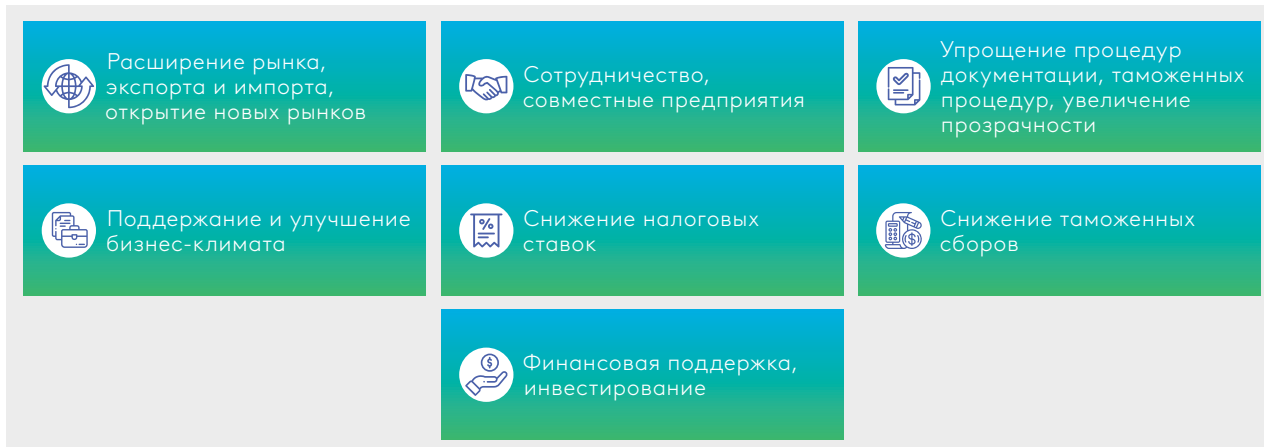 Расширение рынка,
экспорта и импорта,
открытие новых рынков
Сотрудничество,
совместные предприятия
Упрощение процедур
документации, таможенных
процедур, увеличение
прозрачности
Поддержание и улучшение
бизнес-климата
Снижение налоговых
ставок
Снижение таможенных
сборов
Финансовая поддержка,
инвестирование